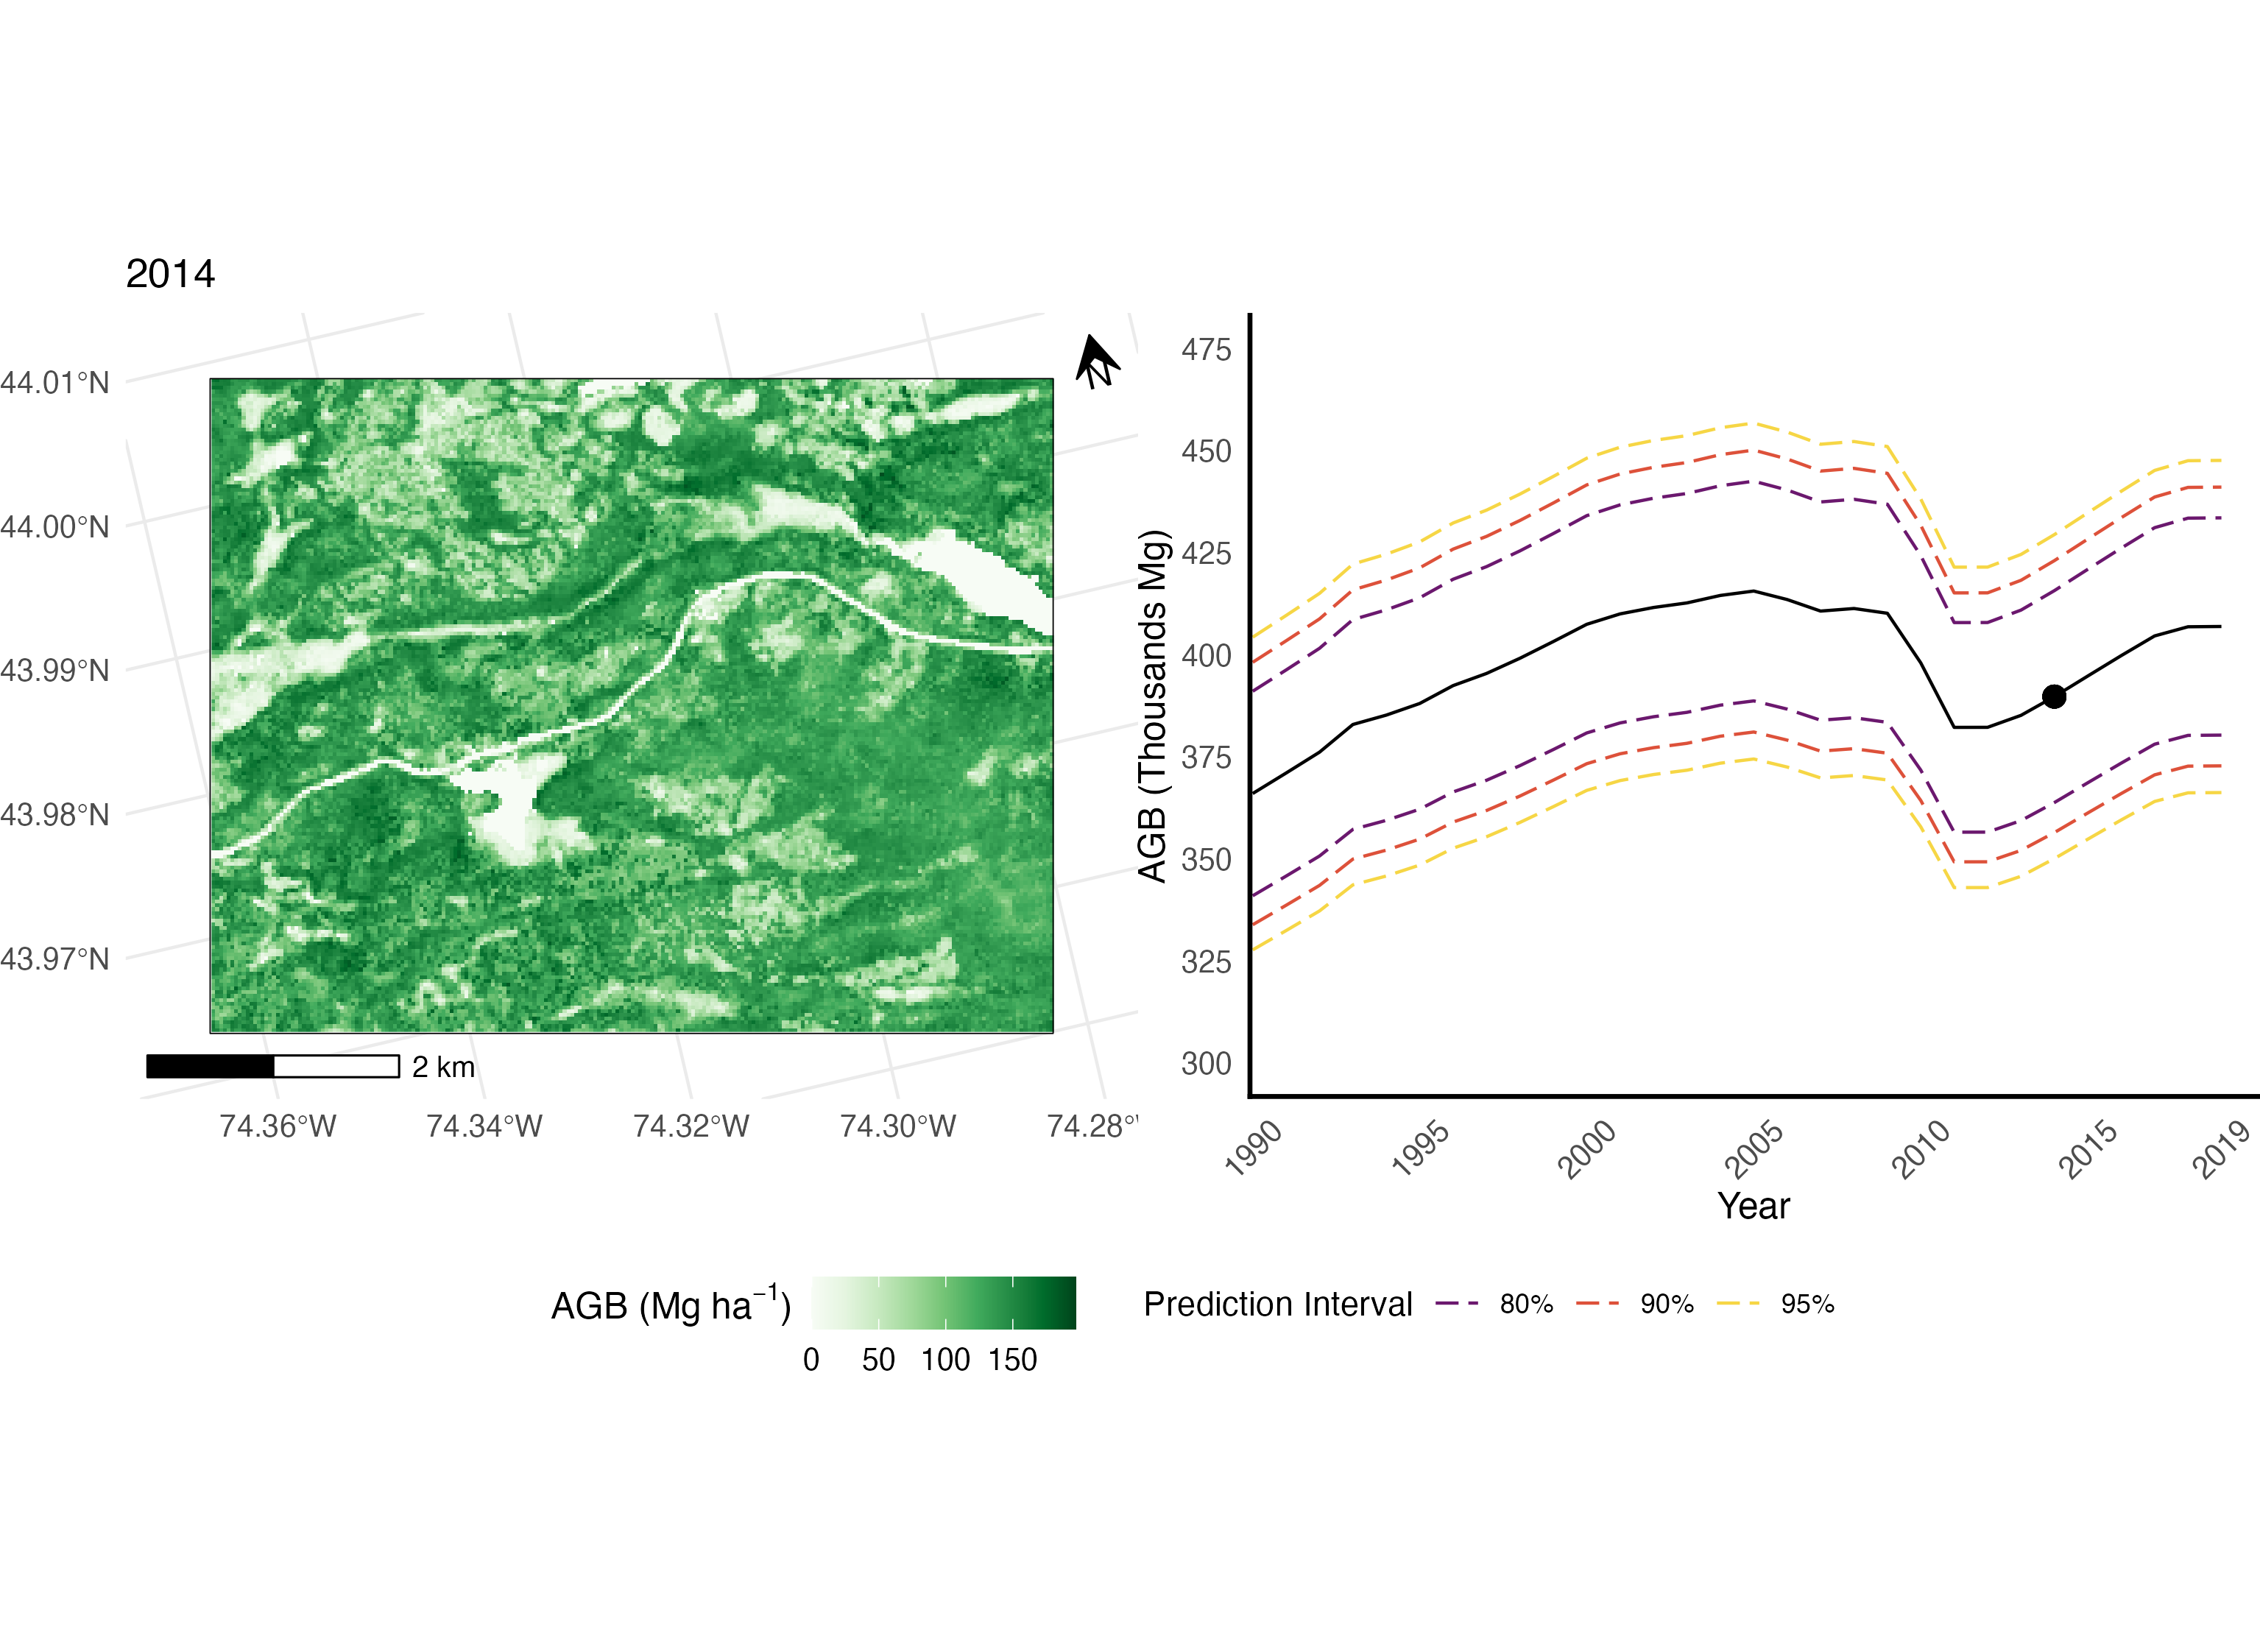 2014
44.01°N
44.00°N
43.99°N
43.98°N
43.97°N
N
2 km
74.36°W
74.34°W
74.32°W
74.30°W
74.28°
AGB (Thousands Mg)
475
450
425
400
375
350
325
300
1990
1995
2000
2005
2010
2015
2019
Year
AGB (Mg ha⁻¹)
0 50 100 150
Prediction Interval 80% 90% 95%